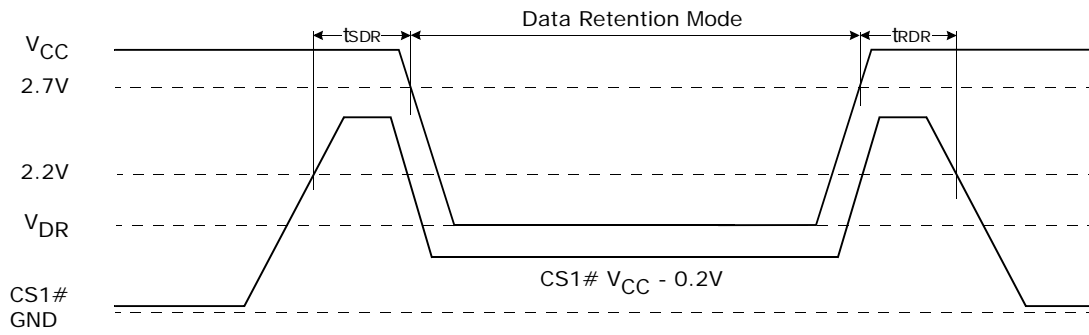 Data Retention Mode
tSDR
tRDR
VCC
2.7V
2.2V
VDR
CS1# VCC - 0.2V
CS1#
GND